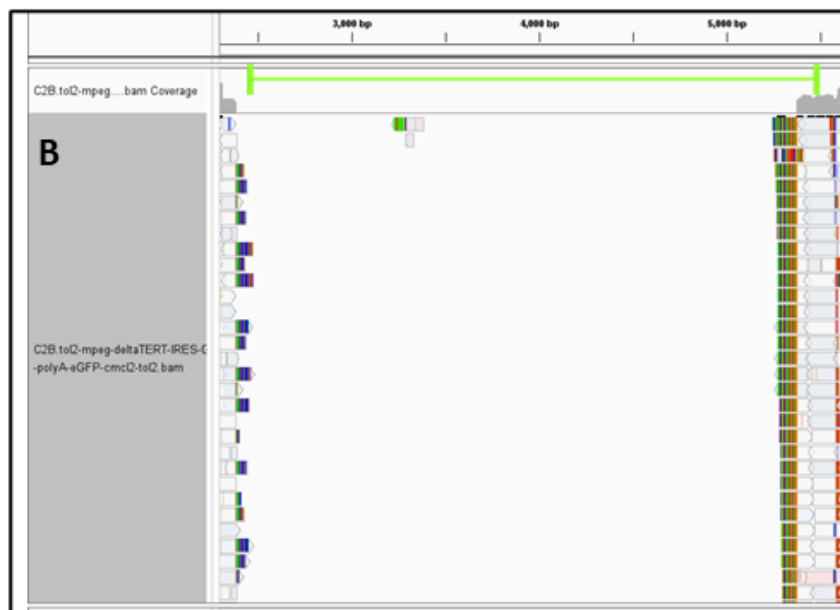 3,000 bp 4,000 bp 5,000 bp
C2B.tol2-mpeg....bam Coverage
B
C2B.tol2-mpeg-deltaTERT-IRES-G
-polyA-eGFP-cmcl2-tol2.bam